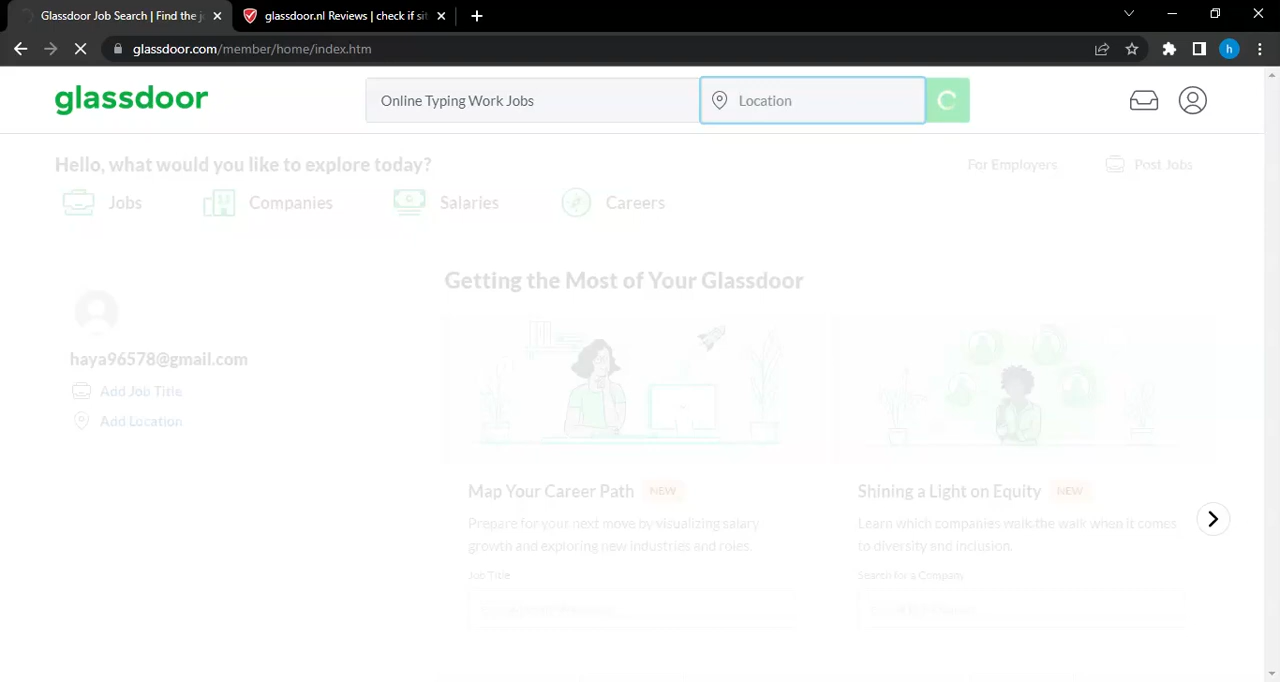 Glassdoor Job Search | Find the j
glassdoor.nl Reviews | check if sit
glassdoor.com/member/home/index.htm
h
glassdoor
Online Typing Work Jobs
Location
Hello, what would you like to explore today?
For Employers
Post Jobs
Jobs
Companies
Salaries
Careers
Getting the Most of Your Glassdoor
haya96578@gmail.com
Add Job Title
Add Location
Map Your Career Path NEW
Prepare for your next move by visualizing salary
growth and exploring new industries and roles.
Job Title
Shining a Light on Equity NEW
Learn which companies walk the walk when it comes
to diversity and inclusion.
Search for a Company